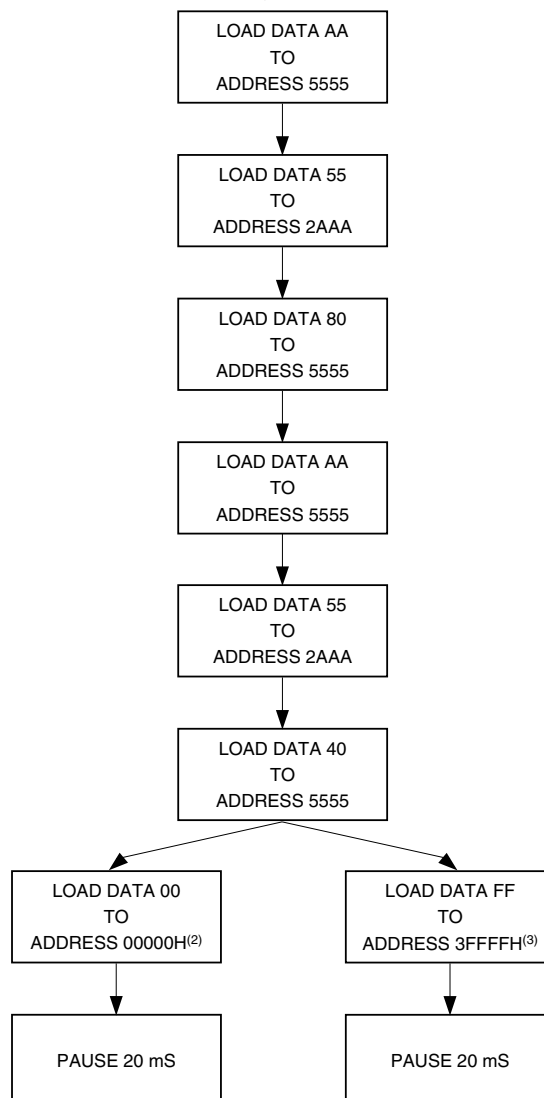 LOAD DATA AA
TO
ADDRESS 5555
LOAD DATA 55
TO
ADDRESS 2AAA
LOAD DATA 80
TO
ADDRESS 5555
LOAD DATA AA
TO
ADDRESS 5555
LOAD DATA 55
TO
ADDRESS 2AAA
LOAD DATA 40
TO
ADDRESS 5555
LOAD DATA 00
TO
ADDRESS 00000H(2)
LOAD DATA FF
TO
ADDRESS 3FFFFH(3)
PAUSE 20 mS
PAUSE 20 mS